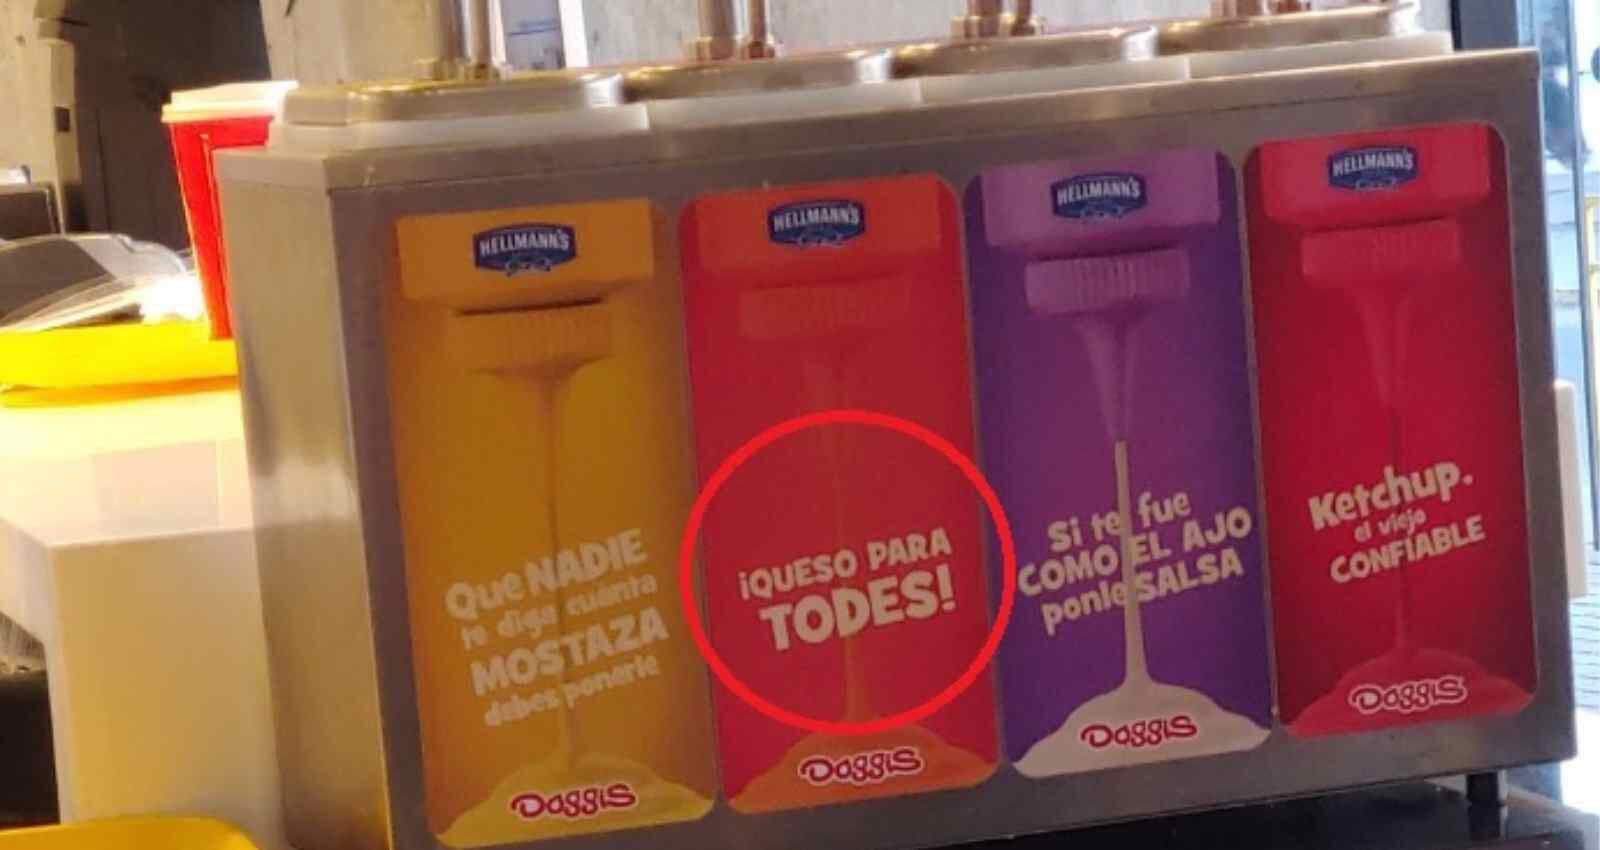 HELLMANN'S
Que NADIE
te diga cuánta
MOSTAZA
debes ponerle
DoggiS
HELLMANN'S
¡QUESO PARA
TODES!
DoggiS
HELLMANN'S
Si te fue
COMO EL AJO
ponle SALSA
DoggiS
HELLMANN'S
Ketchup.
el viejo
CONFIABLE
DoggiS